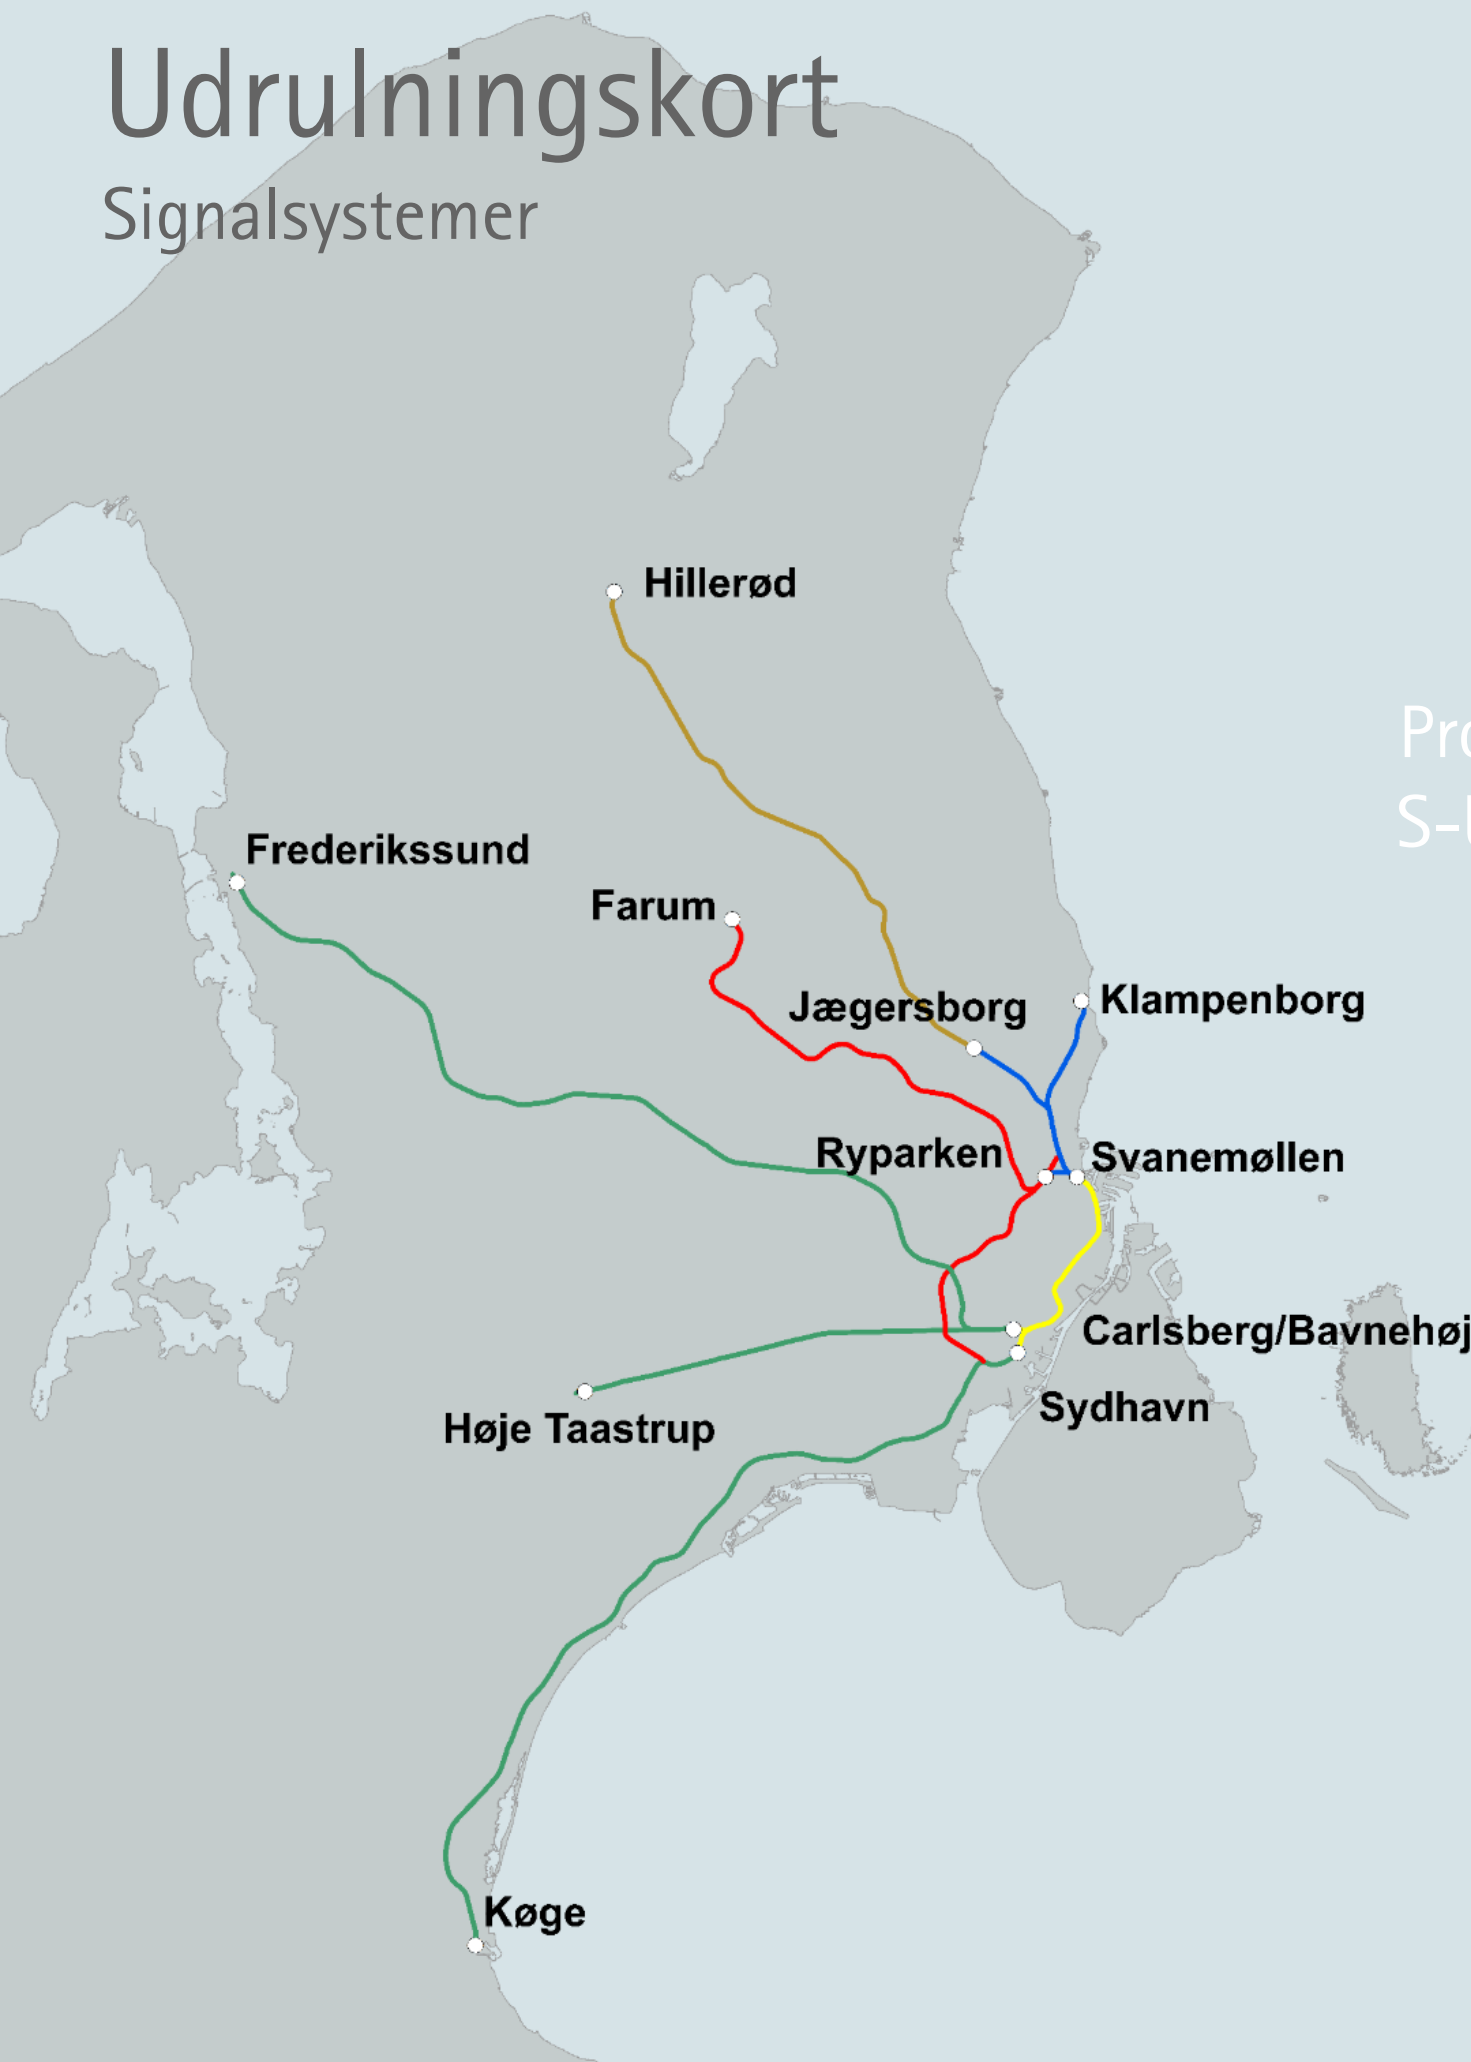 Udrulningskort
Signalsystemer
Hillerød
Frederikssund
Farum
Jægersborg
Klampenborg
Ryparken
Svanemøllen
Carlsberg/Bavnehøj
Høje Taastrup
Sydhavn
Køge